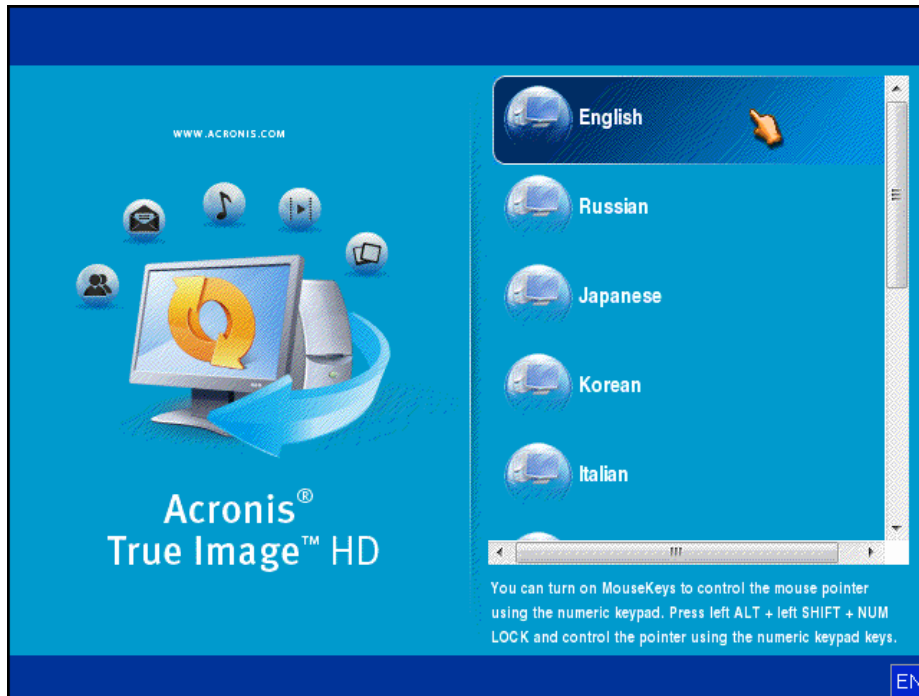 WWW.ACRONIS.COM
Acronis®
True Image™ HD
English
Russian
Japanese
Korean
Italian
You can turn on MouseKeys to control the mouse pointer
using the numeric keypad. Press left ALT + left SHIFT + NUM
LOCK and control the pointer using the numeric keypad keys.
EN